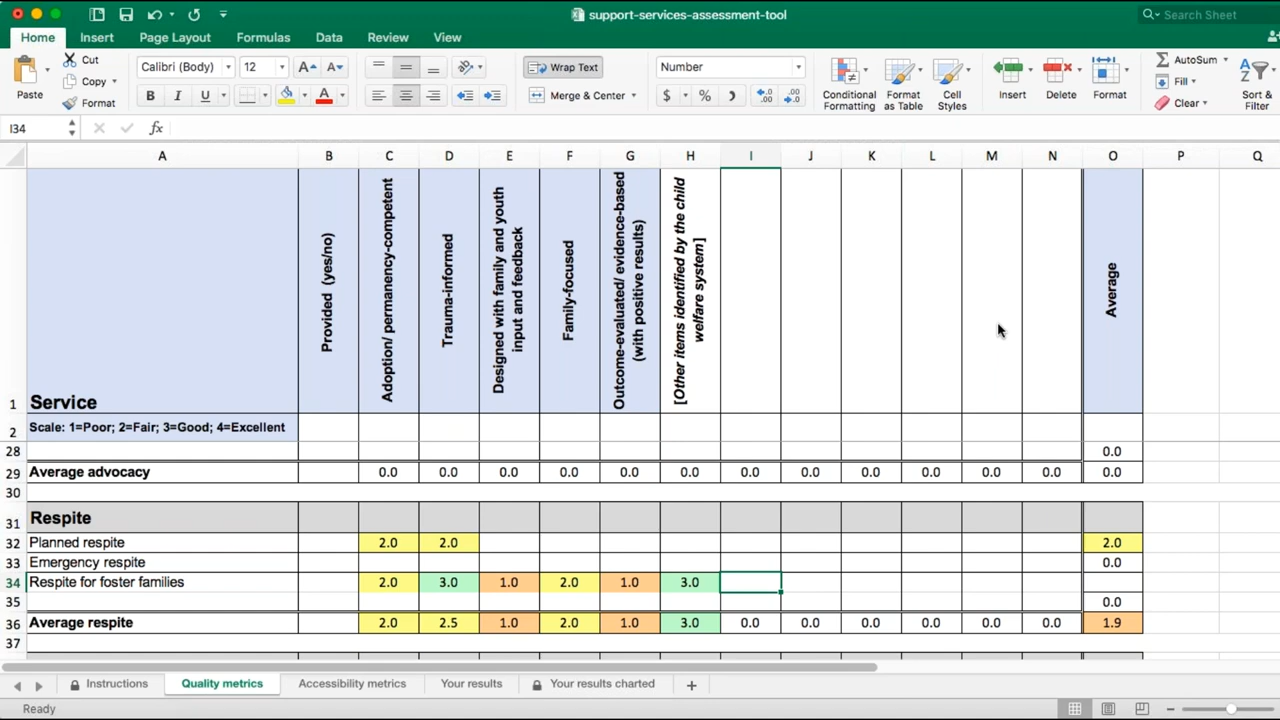 support-services-assessment-tool
Search Sheet
Home Insert Page Layout Formulas Data Review View
Paste
Cut
Copy
Format
Calibri (Body) 12 A A
B I U A
Wrap Text
Merge & Center
Number
$ % )
Conditional Formatting
Format as Table
Cell Styles
Insert
Delete
Format
AutoSum
Fill
Clear
Sort & Filter
I34 fx
A B C D E F G H I J K L M N O P Q
Provided (yes/no)
Adoption/ permanency-competent
Trauma-informed
Designed with family and youth input and feedback
Family-focused
Outcome-evaluated/ evidence-based (with positive results)
[Other items identified by the child welfare system]
Average
1 Service
2 Scale: 1=Poor; 2=Fair; 3=Good; 4=Excellent
28 0.0
29 Average advocacy 0.0 0.0 0.0 0.0 0.0 0.0 0.0 0.0 0.0 0.0 0.0 0.0 0.0
30
31 Respite
32 Planned respite 2.0 2.0 2.0
33 Emergency respite 0.0
34 Respite for foster families 2.0 3.0 1.0 2.0 1.0 3.0
35 0.0
36 Average respite 2.0 2.5 1.0 2.0 1.0 3.0 0.0 0.0 0.0 0.0 0.0 0.0 1.9
37
Instructions Quality metrics Accessibility metrics Your results Your results charted +
Ready